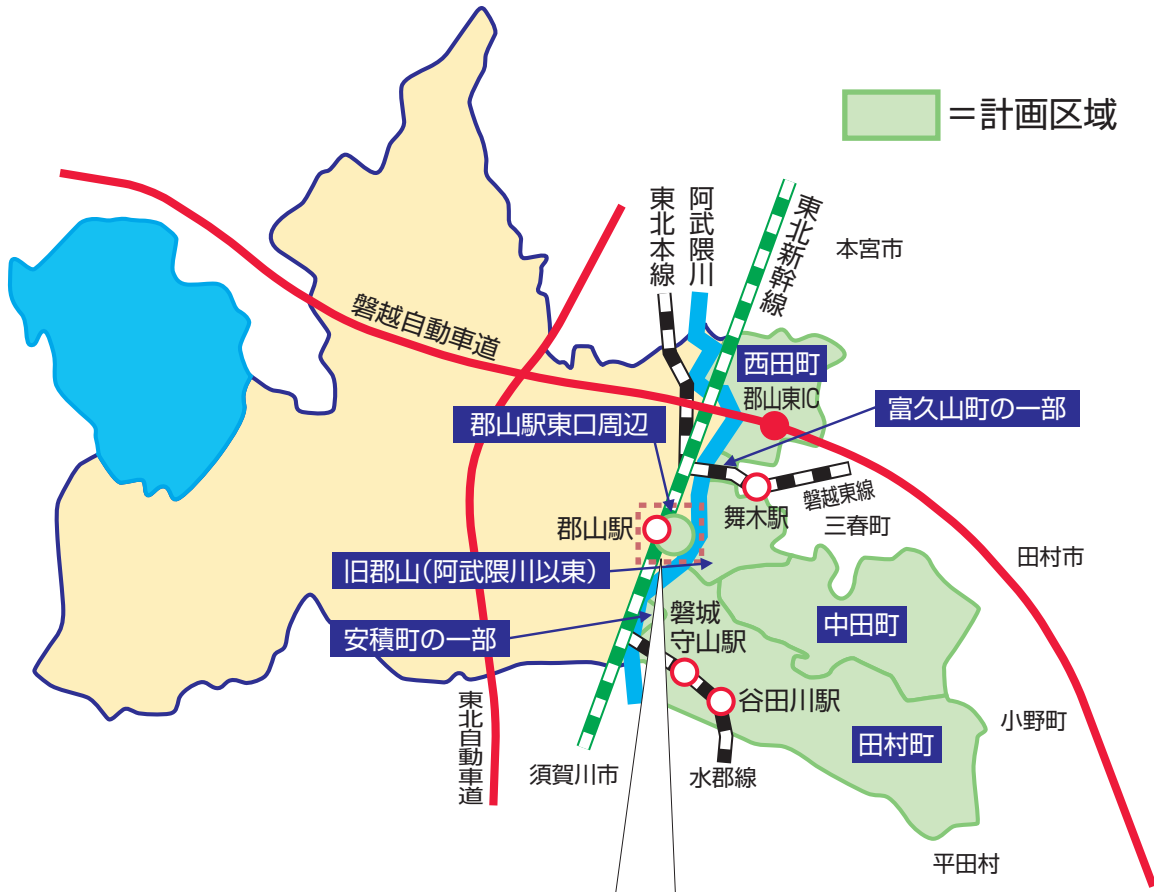 ＝計画区域
東北本線
阿武隈川
東北新幹線
本宮市
磐越自動車道
西田町
郡山東IC
富久山町の一部
郡山駅東口周辺
磐越東線
舞木駅
三春町
郡山駅
田村市
旧郡山(阿武隈川以東)
中田町
安積町の一部
磐城
守山駅
谷田川駅
小野町
田村町
東北自動車道
須賀川市
水郡線
平田村